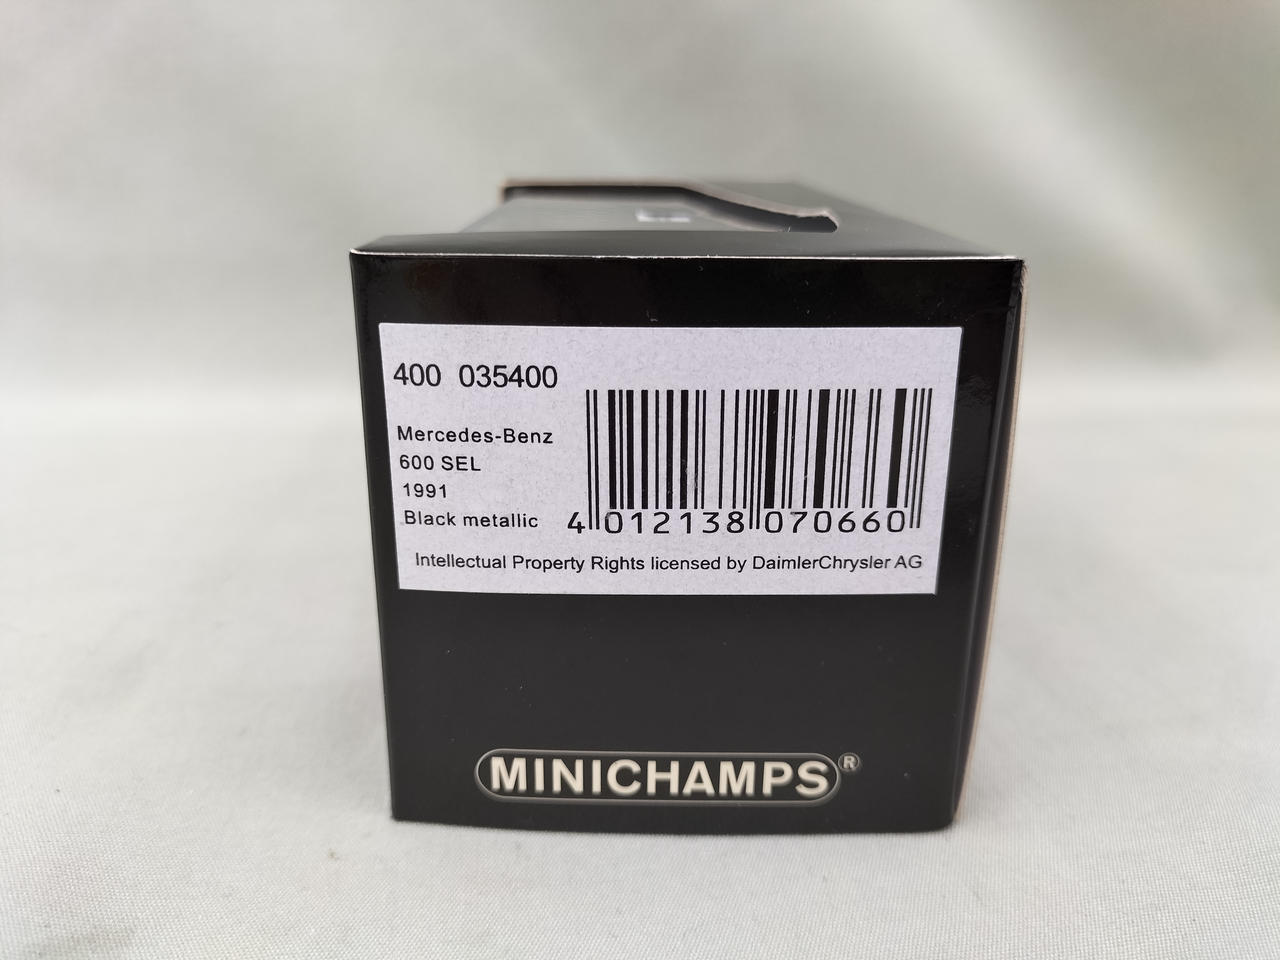 400 035400
Mercedes-Benz
600 SEL
1991
Black metallic
4 012138 070660
Intellectual Property Rights licensed by DaimlerChrysler AG
MINICHAMPS®